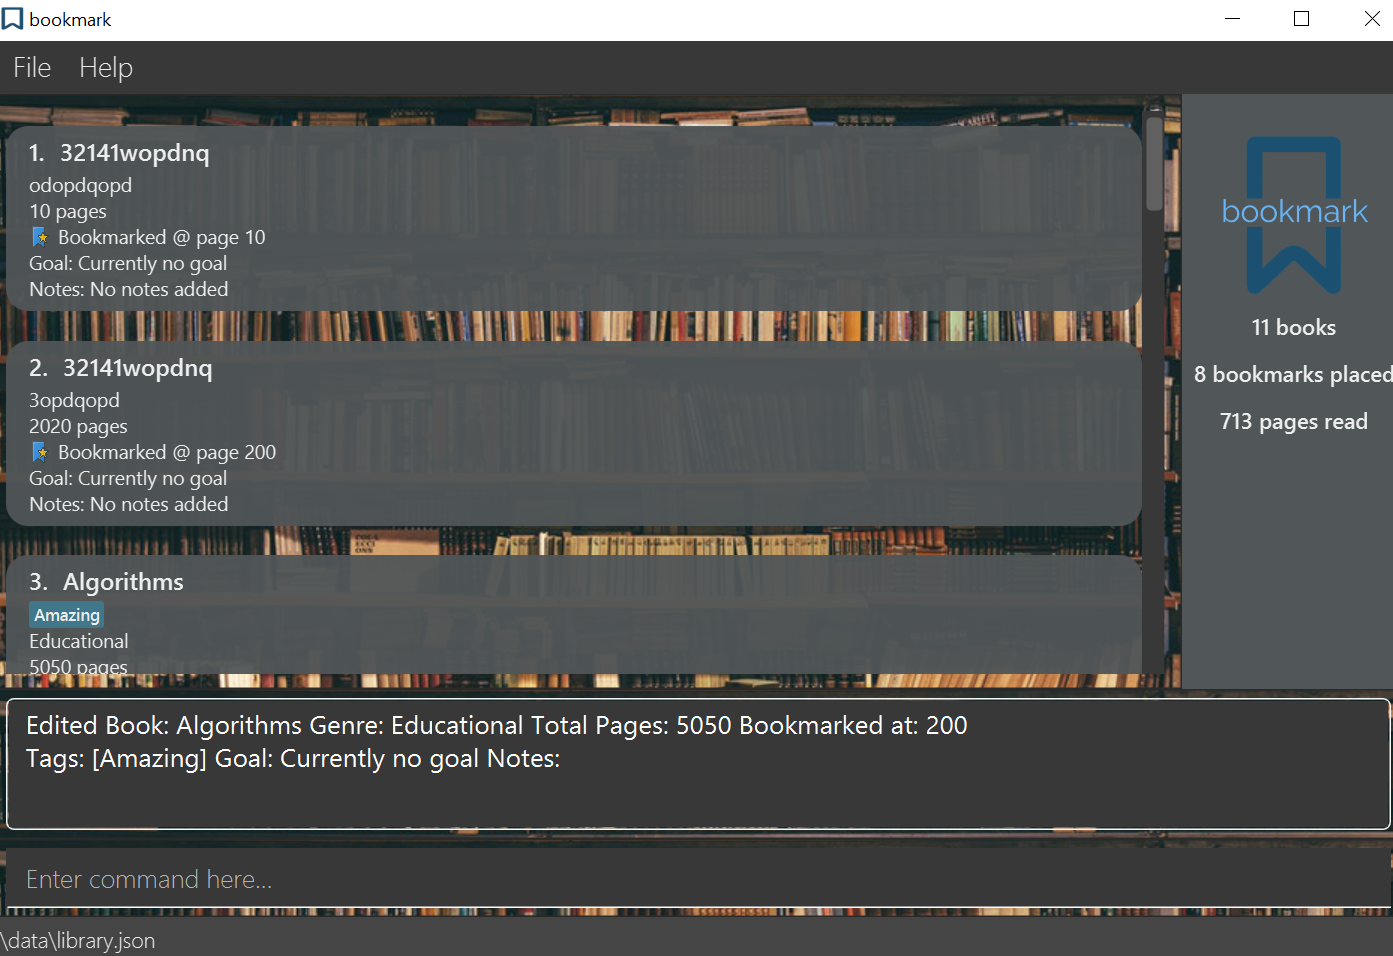 bookmark
File Help
1. 32141wopdnq
odopdqopd
10 pages
Bookmarked @ page 10
Goal: Currently no goal
Notes: No notes added
2. 32141wopdnq
3opdqopd
2020 pages
Bookmarked @ page 200
Goal: Currently no goal
Notes: No notes added
3. Algorithms
Amazing
Educational
5050 pages
bookmark
11 books
8 bookmarks placed
713 pages read
Edited Book: Algorithms Genre: Educational Total Pages: 5050 Bookmarked at: 200
Tags: [Amazing] Goal: Currently no goal Notes:
Enter command here...
\data\library.json